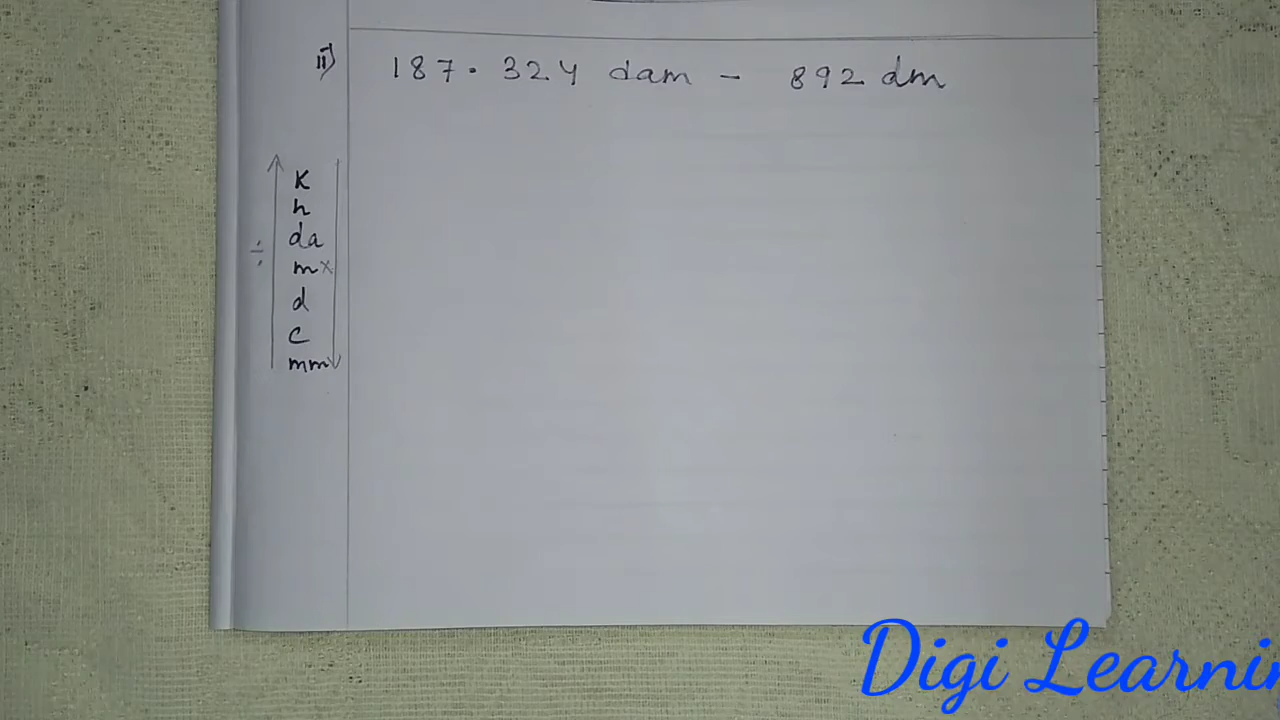 ii) 187.324 dam - 892 dm
K
h
÷ da
m ×
d
c
mm
Digi Learnin